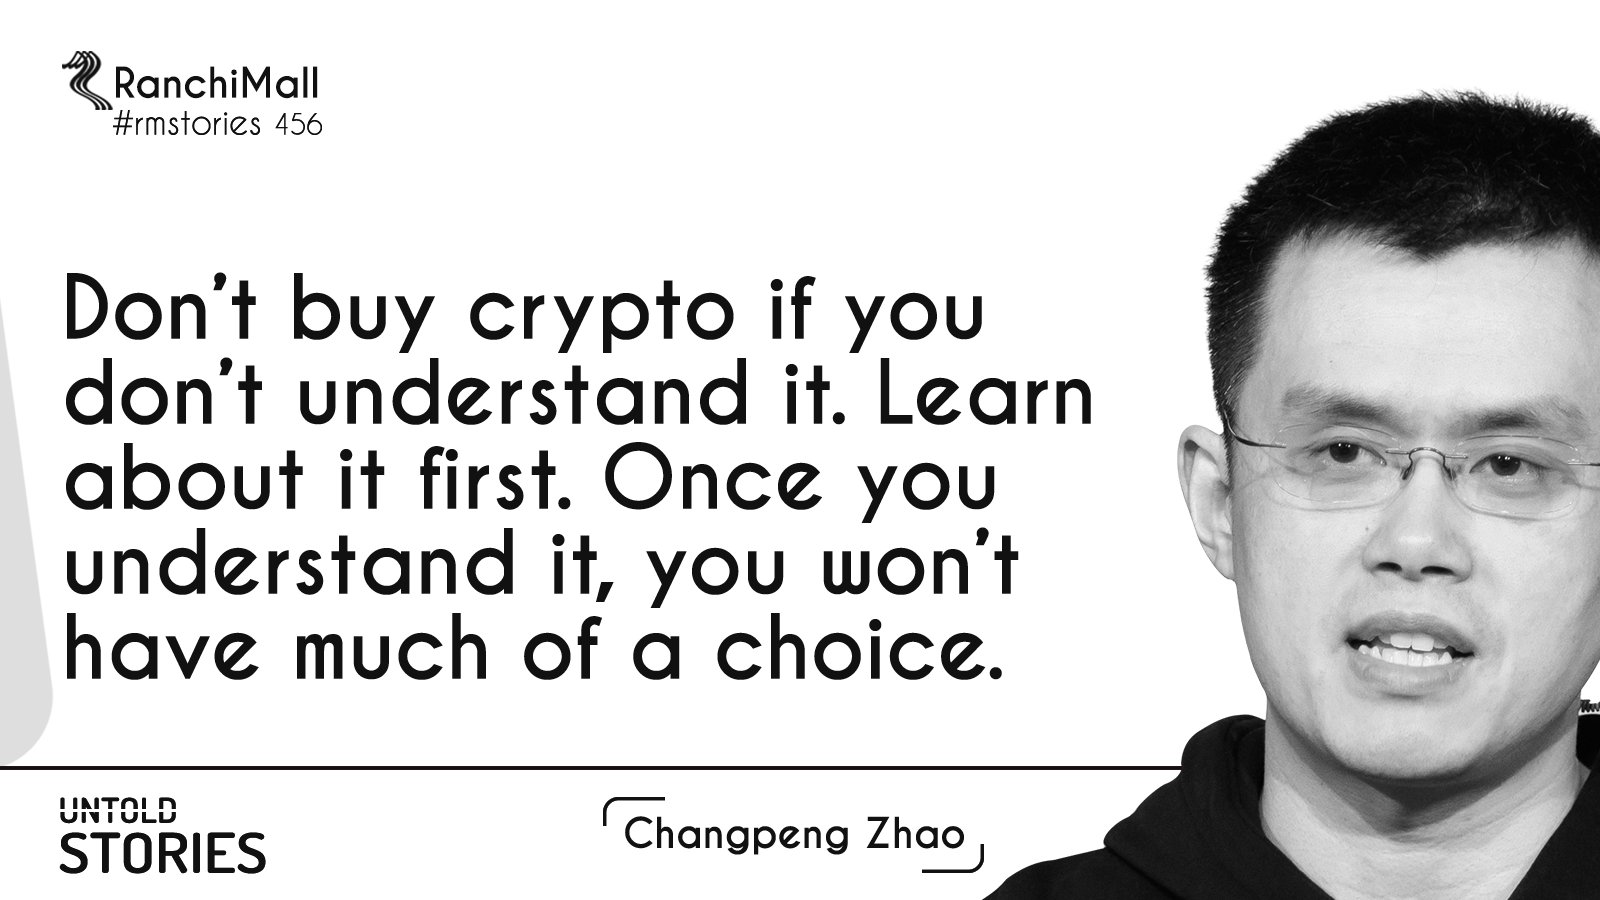 RanchiMall
#rmstories 456
Don’t buy crypto if you
don’t understand it. Learn
about it first. Once you
understand it, you won’t
have much of a choice.
UNTOLD
STORIES
Changpeng Zhao